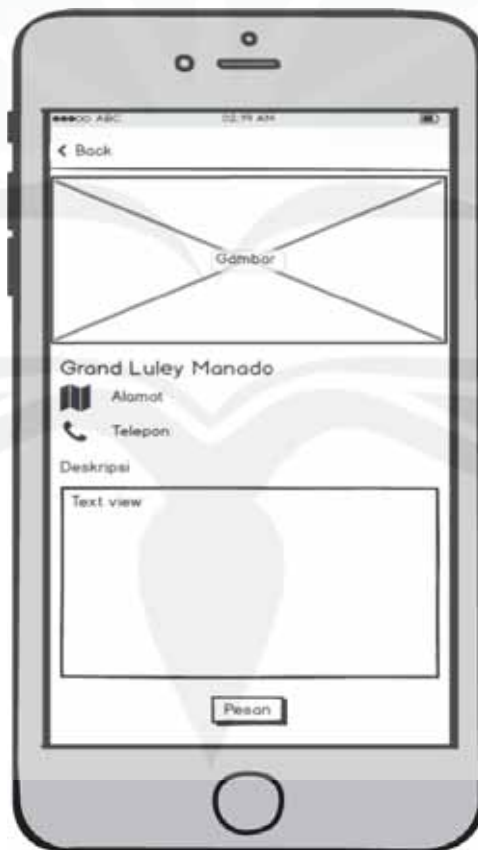 ABC 02:19 AM
< Back
Gambar
Grand Luley Manado
Alamat
Telepon
Deskripsi
Text view
Pesan